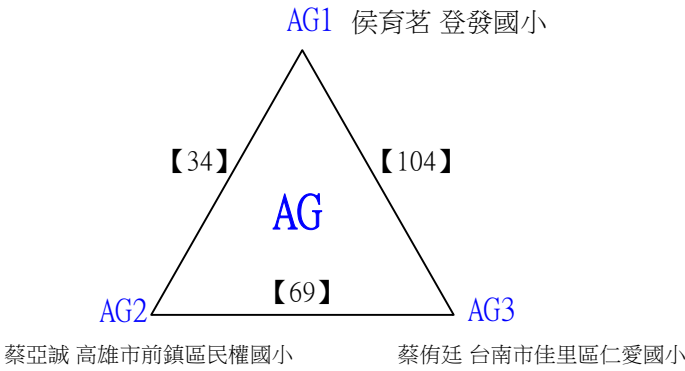 AG1 侯育茗 登發國小
【34】 【104】
AG
【69】
AG2 AG3
蔡亞誠 高雄市前鎮區民權國小 蔡侑廷 台南市佳里區仁愛國小